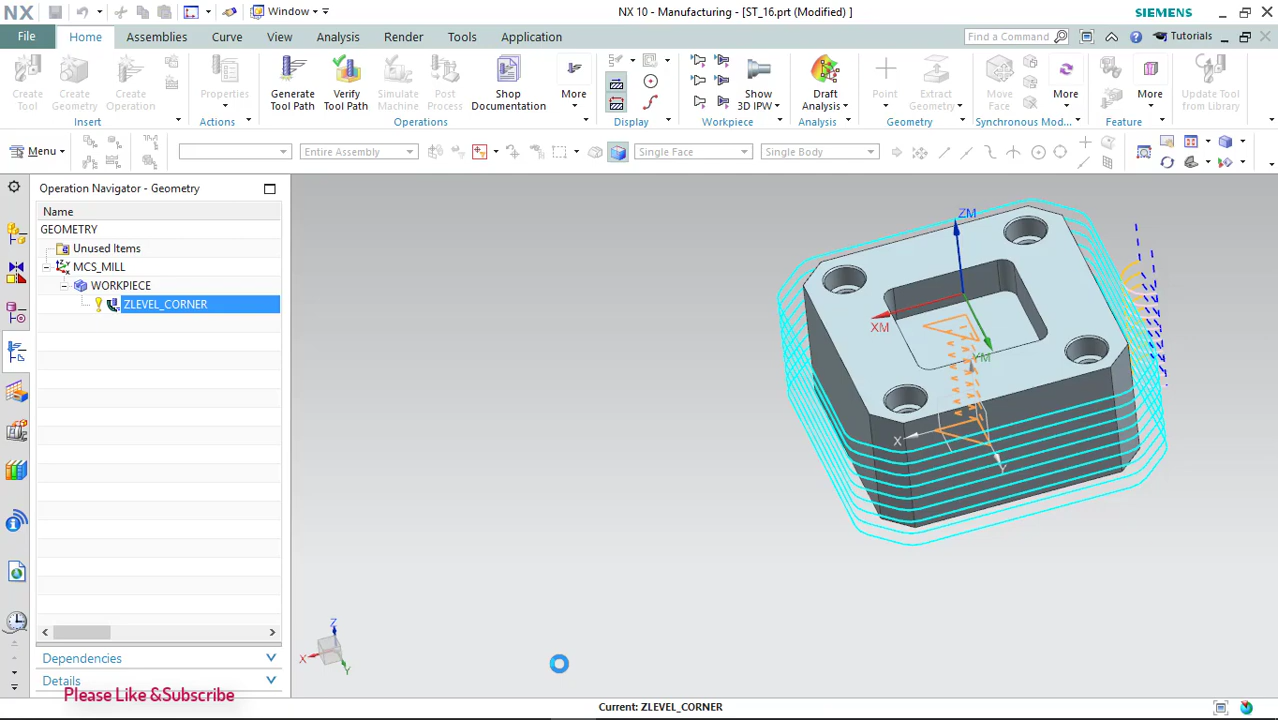 NX Window NX 10 - Manufacturing - [ST_16.prt (Modified) ] SIEMENS
File Home Assemblies Curve View Analysis Render Tools Application Find a Command Tutorials
Create Tool Create Geometry Create Operation Properties Generate Tool Path Verify Tool Path Simulate Machine Post Process Shop Documentation More Show 3D IPW Draft Analysis Point Extract Geometry Move Face More More Update Tool from Library
Insert Actions Operations Display Workpiece Analysis Geometry Synchronous Mod... Feature
Menu Entire Assembly Single Face Single Body
Operation Navigator - Geometry
Name
GEOMETRY
Unused Items
MCS_MILL
WORKPIECE
ZLEVEL_CORNER
ZM
XM
YM
X
Y
Z
X
Y
Dependencies
Details
Please Like &Subscribe
Current: ZLEVEL_CORNER